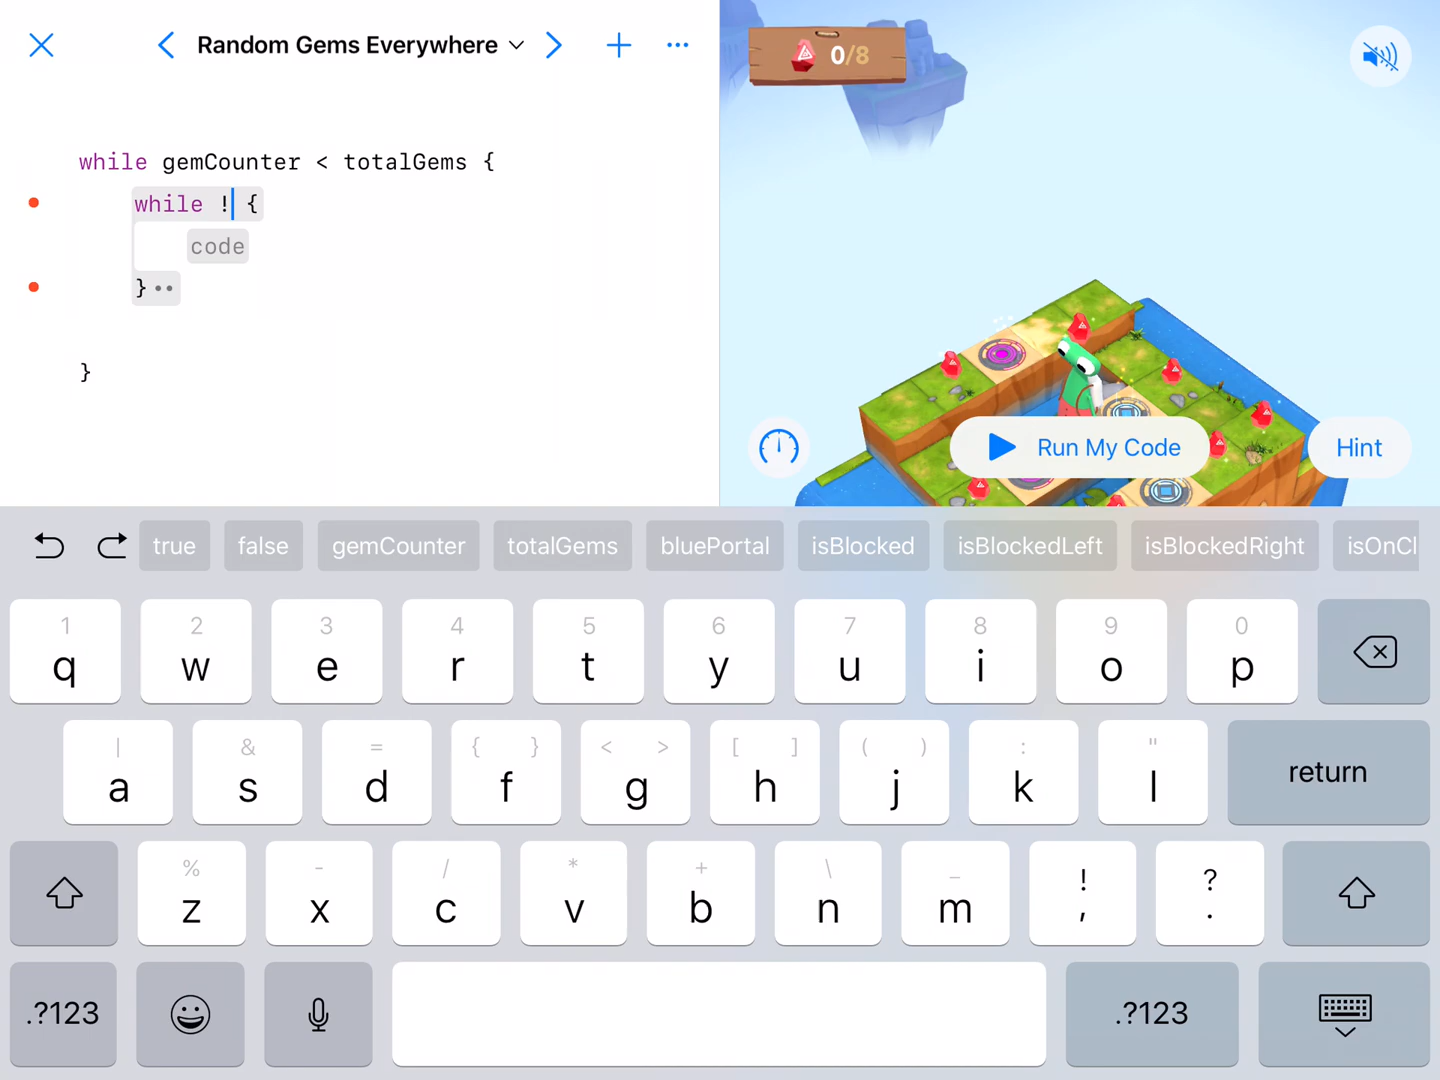 Random Gems Everywhere
0/8
while gemCounter < totalGems {
while ! {
code
}
}
Run My Code
Hint
true false gemCounter totalGems bluePortal isBlocked isBlockedLeft isBlockedRight isOnCl
1 2 3 4 5 6 7 8 9 0
q w e r t y u i o p
| & = { } < > [ ] ( ) : "
a s d f g h j k l return
% - / * + \ _ ! ?
z x c v b n m , .
.?123 .?123